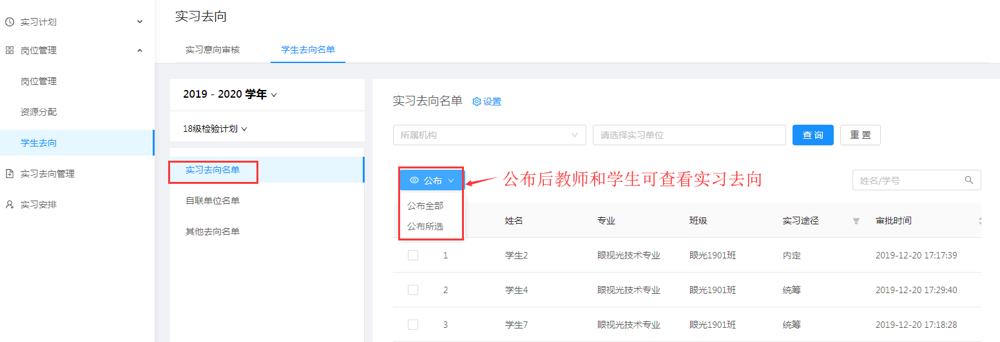 实习计划
岗位管理
岗位管理
资源分配
学生去向
实习去向管理
实习安排
实习去向
实习意向审核 学生去向名单
2019 - 2020 学年
18级检验计划
实习去向名单
自联单位名单
其他去向名单
实习去向名单 设置
所属机构 请选择实习单位 查 询 重 置
公布 公布后教师和学生可查看实习去向 姓名/学号
公布全部
公布所选
姓名 专业 班级 实习途径 审批时间
1 学生2 眼视光技术专业 眼光1901班 内定 2019-12-20 17:17:39
2 学生4 眼视光技术专业 眼光1901班 统筹 2019-12-20 17:29:40
3 学生7 眼视光技术专业 眼光1901班 统筹 2019-12-20 17:18:28